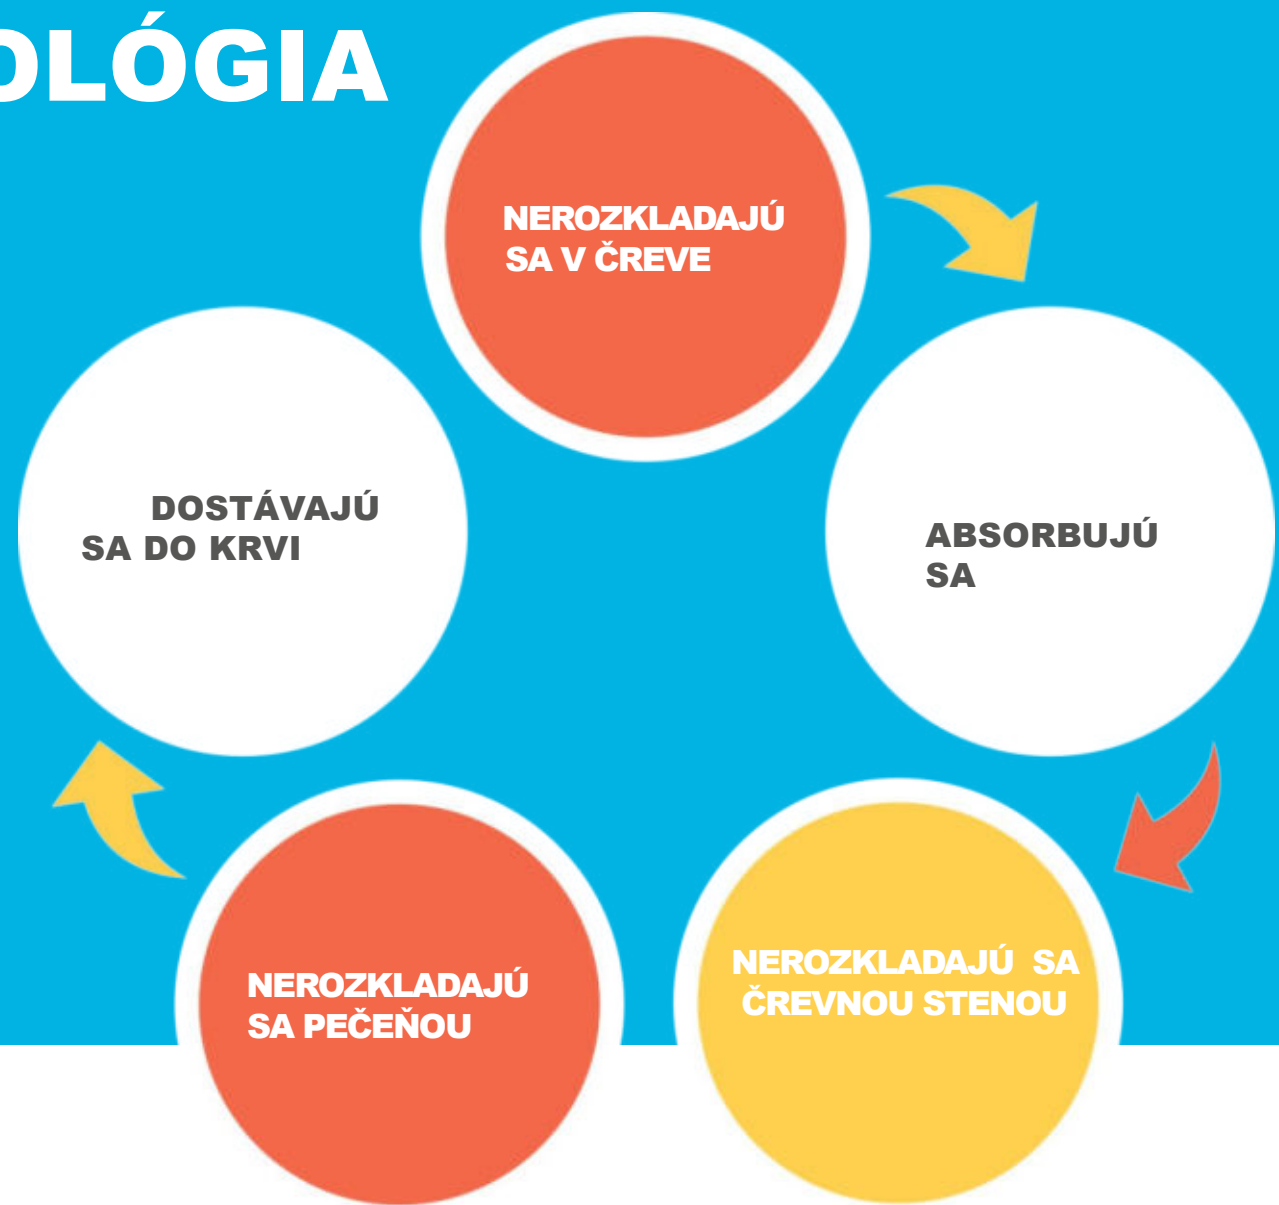 OLÓGIA
NEROZKLADAJÚ
SA V ČREVE
DOSTÁVAJÚ
SA DO KRVI
ABSORBUJÚ
SA
NEROZKLADAJÚ
SA PEČEŇOU
NEROZKLADAJÚ SA
ČREVNOU STENOU